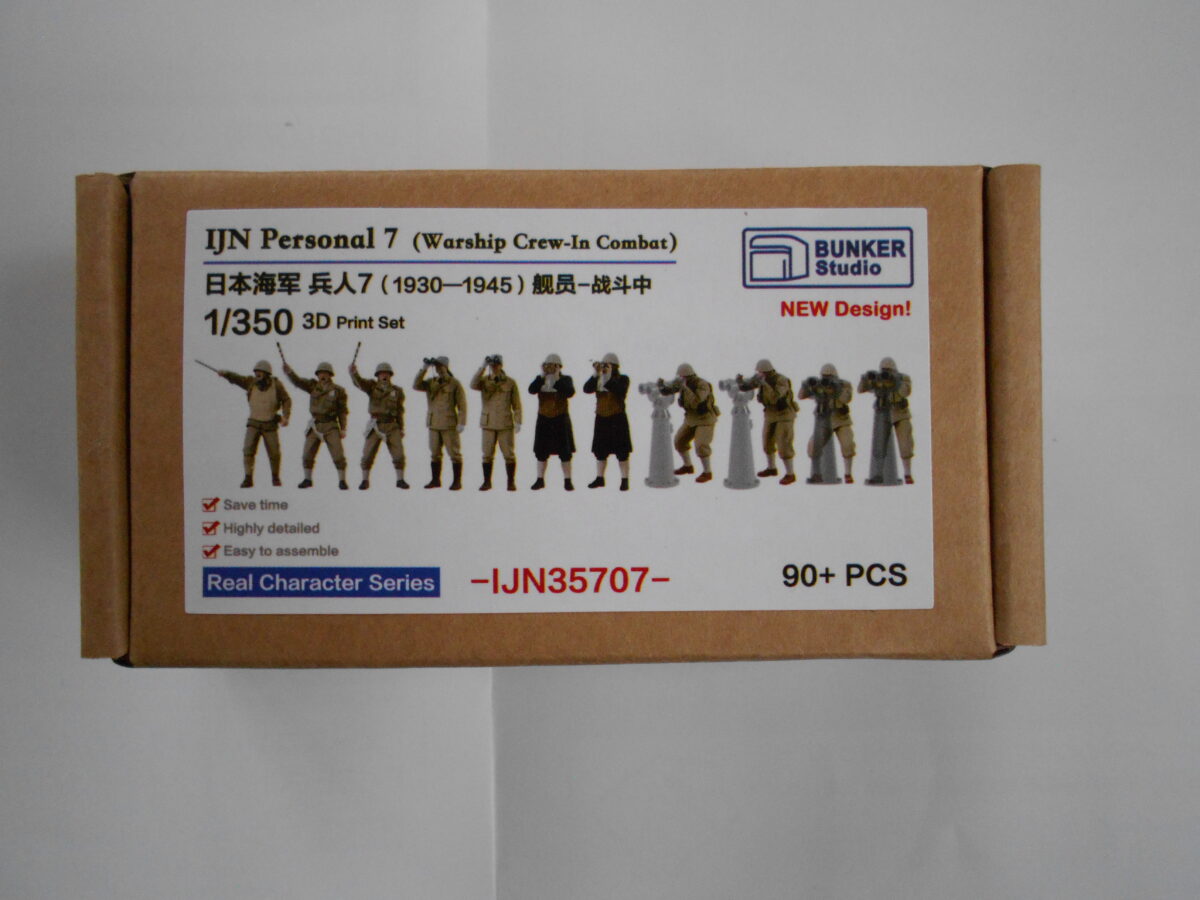 IJN Personal 7 (Warship Crew-In Combat)
日本海军 兵人7（1930—1945）舰员-战斗中
1/350 3D Print Set
BUNKER
Studio
NEW Design!
Save time
Highly detailed
Easy to assemble
Real Character Series
-IJN35707-
90+ PCS